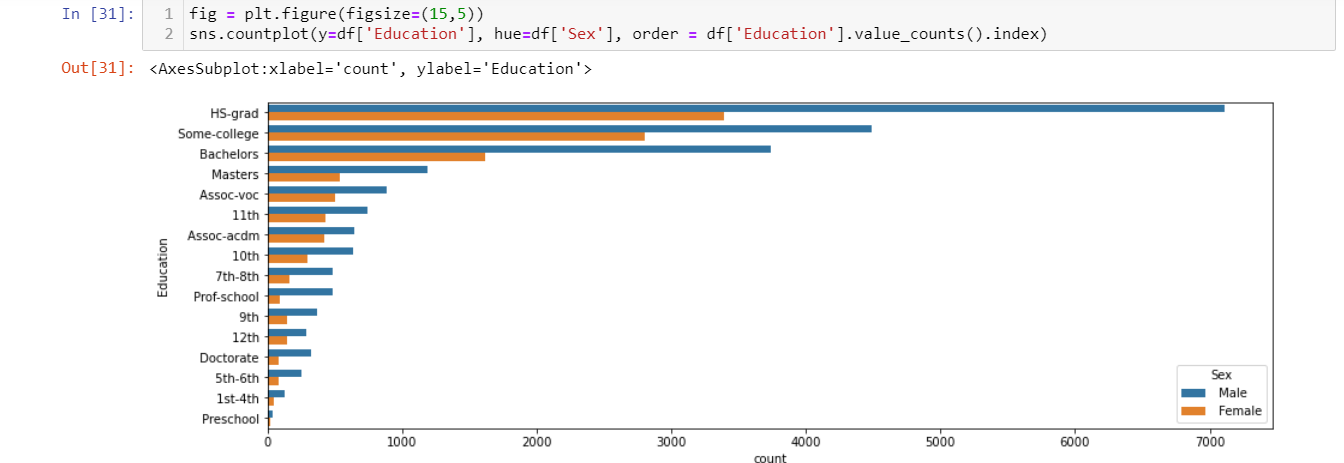 In [31]:
1 fig = plt.figure(figsize=(15,5))
2 sns.countplot(y=df['Education'], hue=df['Sex'], order = df['Education'].value_counts().index)
Out[31]: <AxesSubplot:xlabel='count', ylabel='Education'>
HS-grad
Some-college
Bachelors
Masters
Assoc-voc
11th
Assoc-acdm
10th
7th-8th
Prof-school
9th
12th
Doctorate
5th-6th
1st-4th
Preschool
Education
Sex
Male
Female
0 1000 2000 3000 4000 5000 6000 7000
count